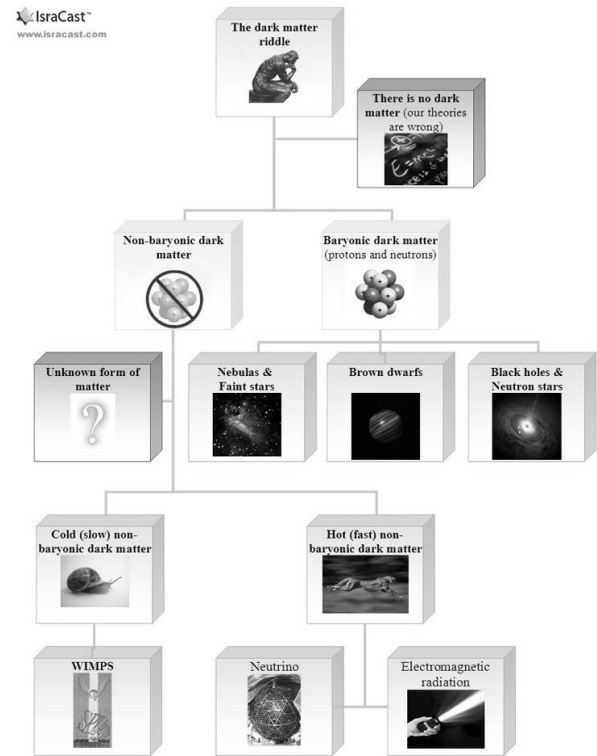 IsraCast™
www.isracast.com
The dark matter
riddle
There is no dark
matter (our theories
are wrong)
E=mc²
Non-baryonic dark
matter
Baryonic dark matter
(protons and neutrons)
Unknown form of
matter
?
Nebulas &
Faint stars
Brown dwarfs
Black holes &
Neutron stars
Cold (slow) non-
baryonic dark matter
Hot (fast) non-
baryonic dark matter
WIMPS
Neutrino
Electromagnetic
radiation